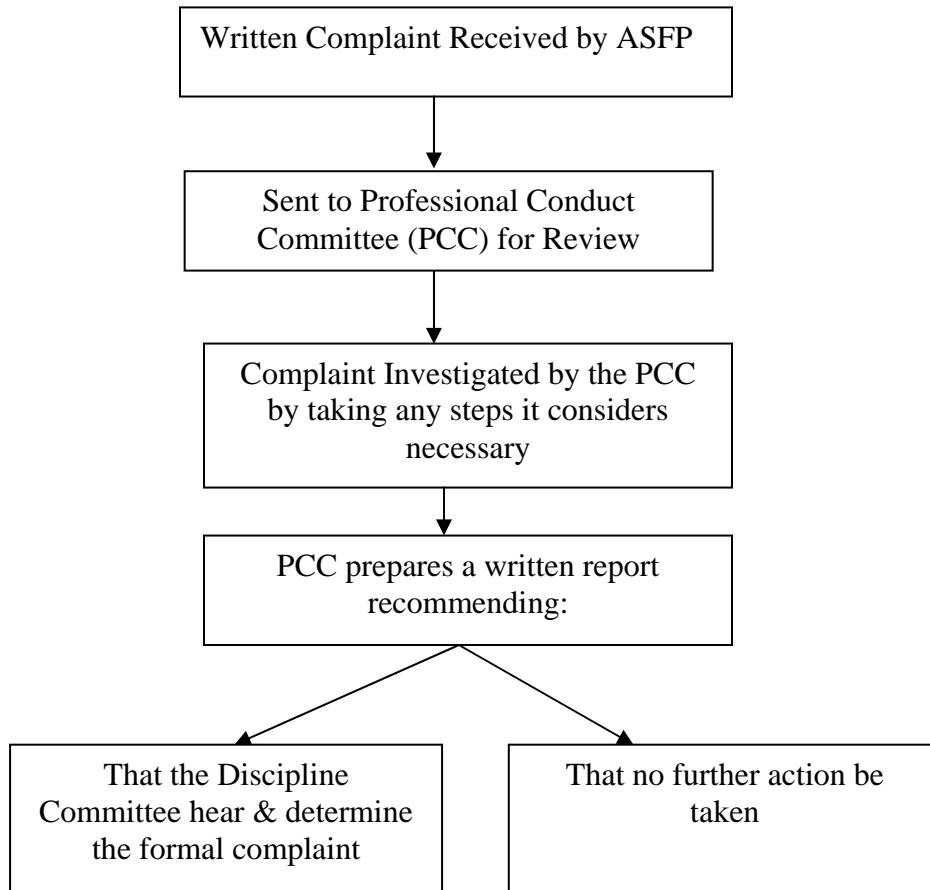 Written Complaint Received by ASFP
Sent to Professional Conduct
Committee (PCC) for Review
Complaint Investigated by the PCC
by taking any steps it considers
necessary
PCC prepares a written report
recommending:
That the Discipline
Committee hear & determine
the formal complaint
That no further action be
taken